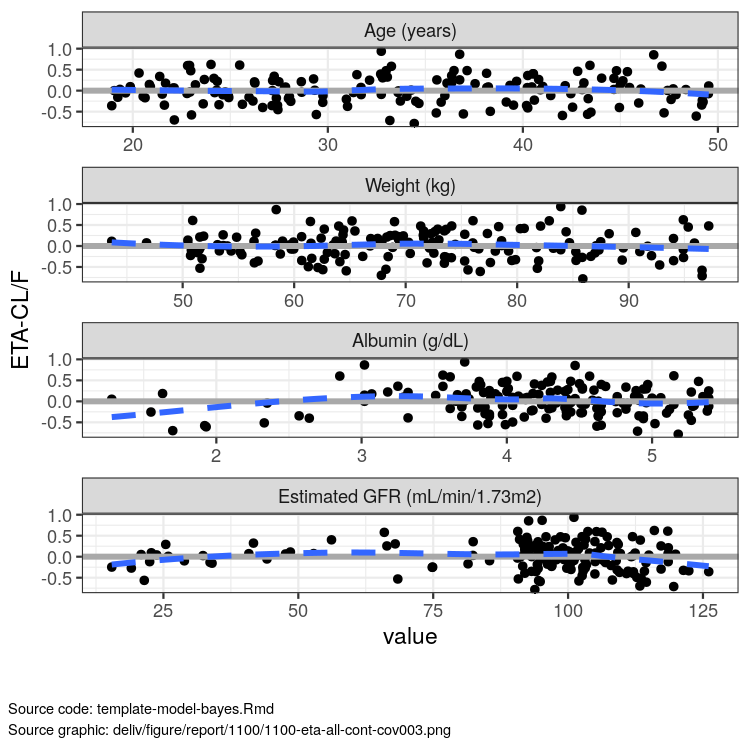 Age (years)
1.0
0.5
0.0
-0.5
20 30 40 50
Weight (kg)
1.0
0.5
0.0
-0.5
50 60 70 80 90
ETA-CL/F
Albumin (g/dL)
1.0
0.5
0.0
-0.5
2 3 4 5
Estimated GFR (mL/min/1.73m2)
1.0
0.5
0.0
-0.5
25 50 75 100 125
value
Source code: template-model-bayes.Rmd
Source graphic: deliv/figure/report/1100/1100-eta-all-cont-cov003.png